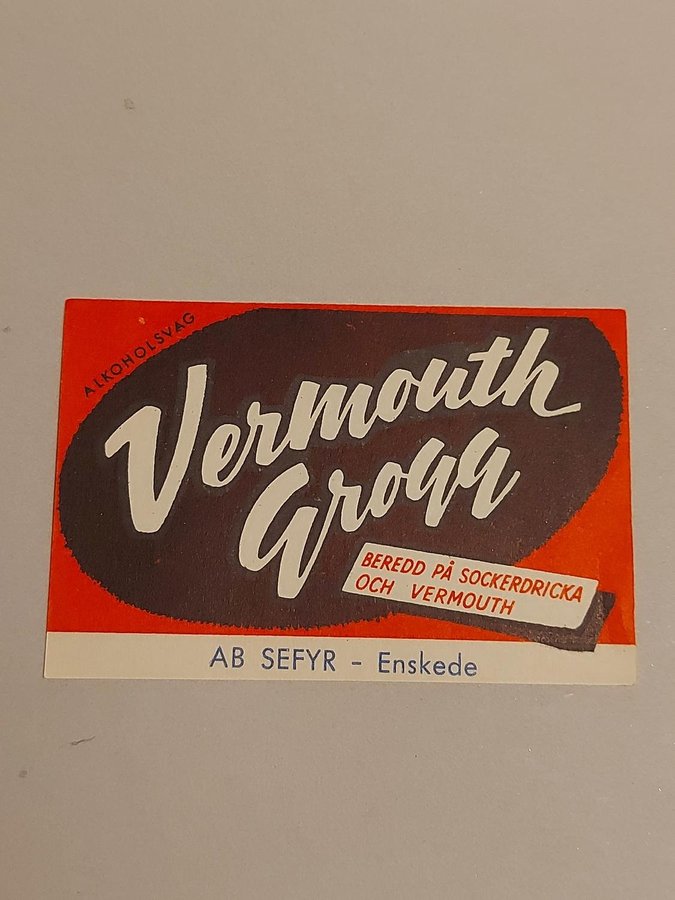 ALKOHOLSVAG
Vermouth
Grogg
BEREDD PÅ SOCKERDRICKA
OCH VERMOUTH
AB SEFYR - Enskede